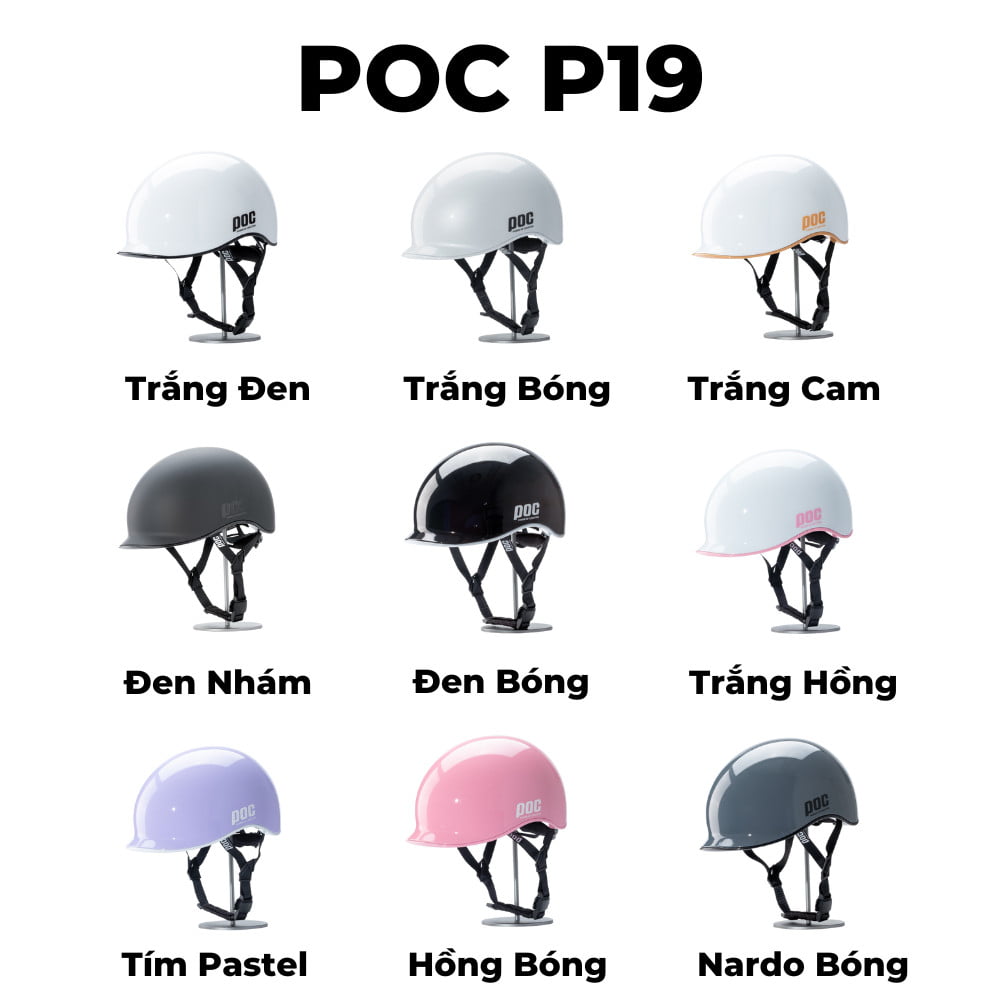 POC P19
poc
poc
poc
Trắng Đen
Trắng Bóng
Trắng Cam
poc
poc
poc
Đen Nhám
Đen Bóng
Trắng Hồng
poc
poc
poc
Tím Pastel
Hồng Bóng
Nardo Bóng